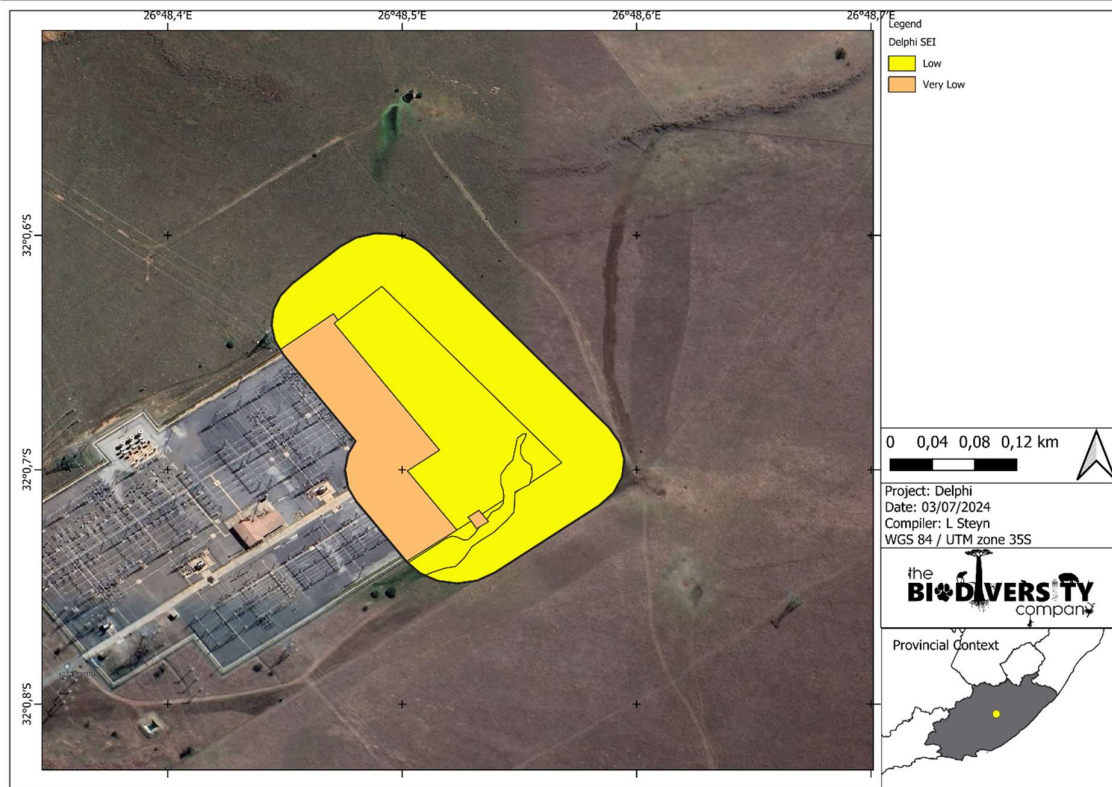 26°48,4'E
26°48,5'E
26°48,6'E
26°48,7'E
32°0,6'S
32°0,7'S
32°0,8'S
Legend
Delphi SEI
Low
Very Low
0 0,04 0,08 0,12 km
Project: Delphi
Date: 03/07/2024
Compiler: L Steyn
WGS 84 / UTM zone 35S
the
BIODIVERSITY
company
Provincial Context